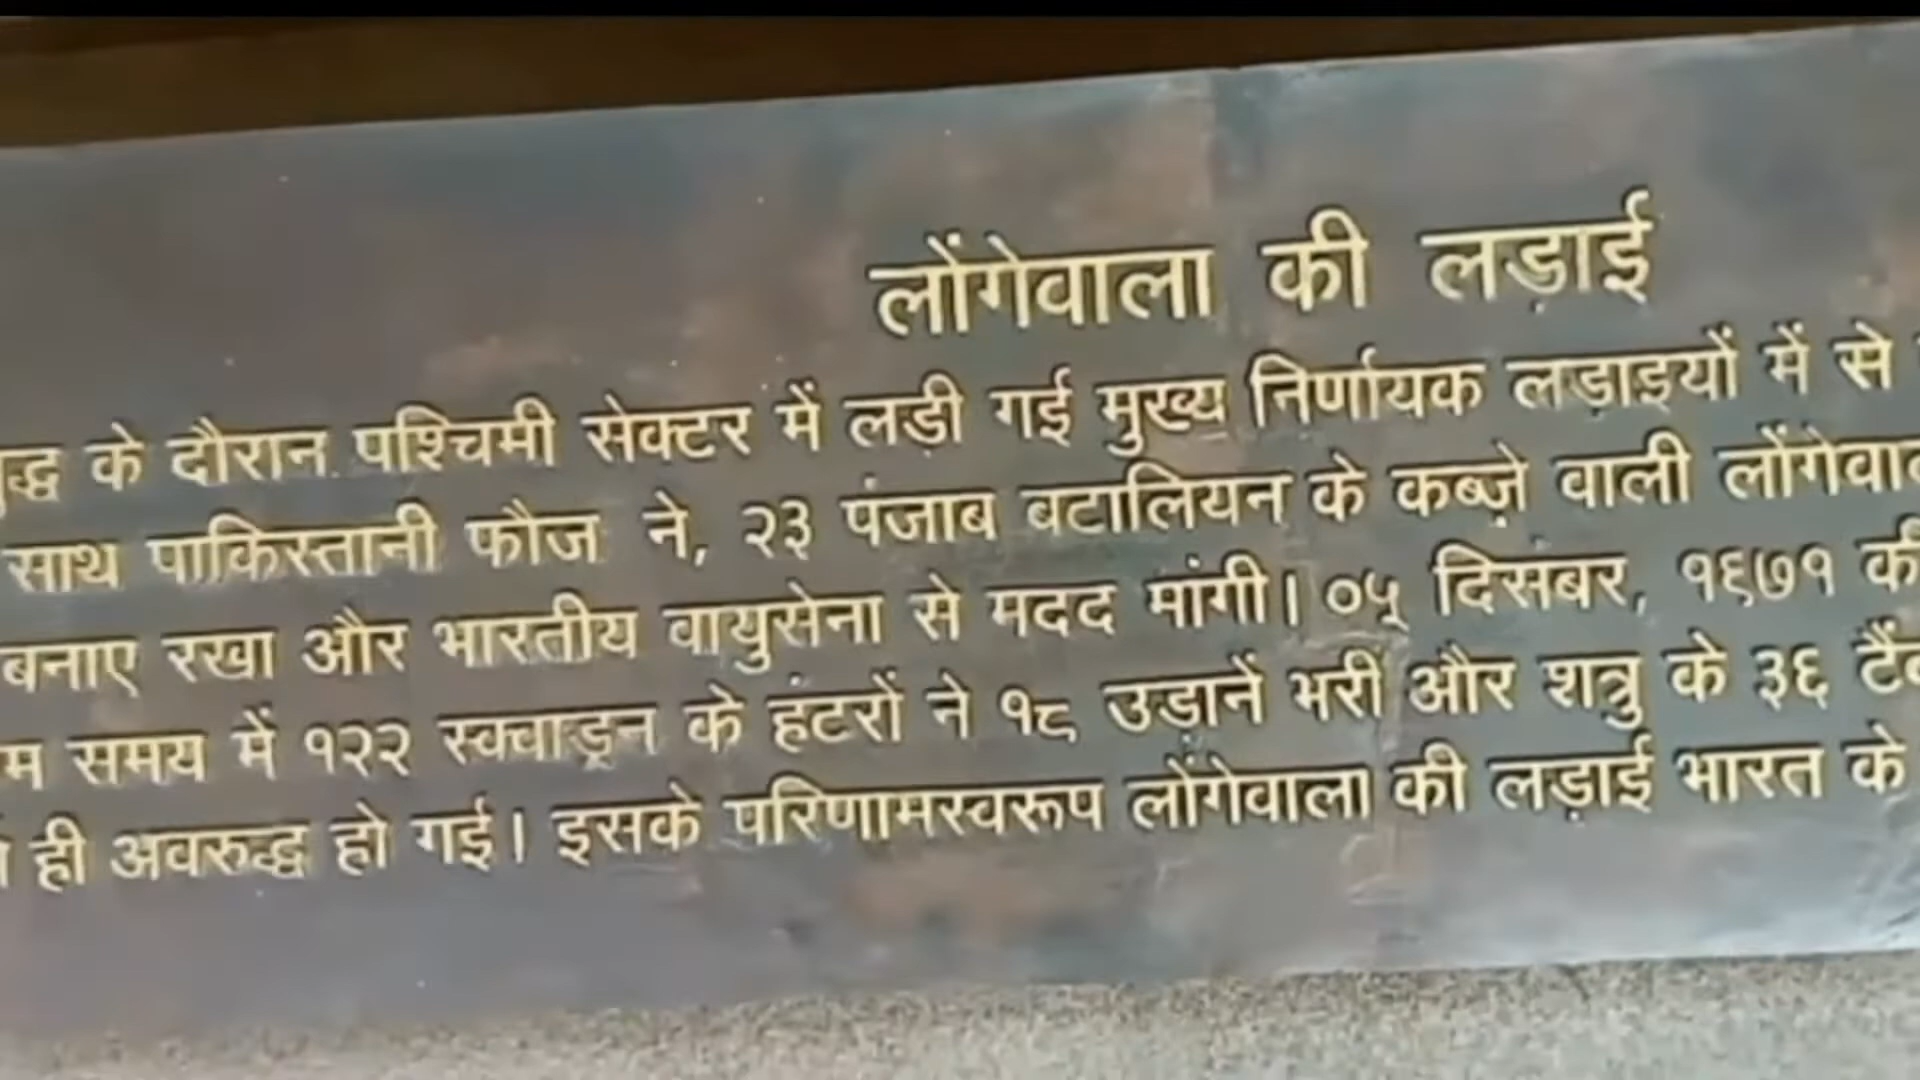 लोंगेवाला की लड़ाई
के दौरान पश्चिमी सेक्टर में लड़ी गई मुख्य निर्णायक लड़ाइयों में से
साथ पाकिस्तानी फौज ने, २३ पंजाब बटालियन के कब्ज़े वाली
बनाए रखा और भारतीय वायुसेना से मदद मांगी। ०५ दिसंबर, १९७१ की
समय में १२२ स्क्वाड्रन के हंटरों ने १८ उड़ानें भरीं और शत्रु के ३६
ही अवरुद्ध हो गई। इसके परिणामस्वरूप लोंगेवाला की लड़ाई भारत के